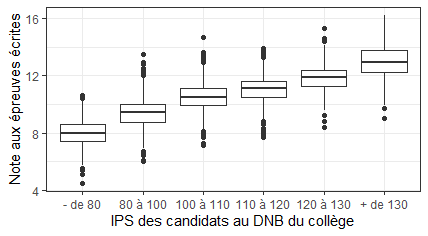 Note aux épreuves écrites
16
12
8
4
- de 80 80 à 100 100 à 110 110 à 120 120 à 130 + de 130
IPS des candidats au DNB du collège